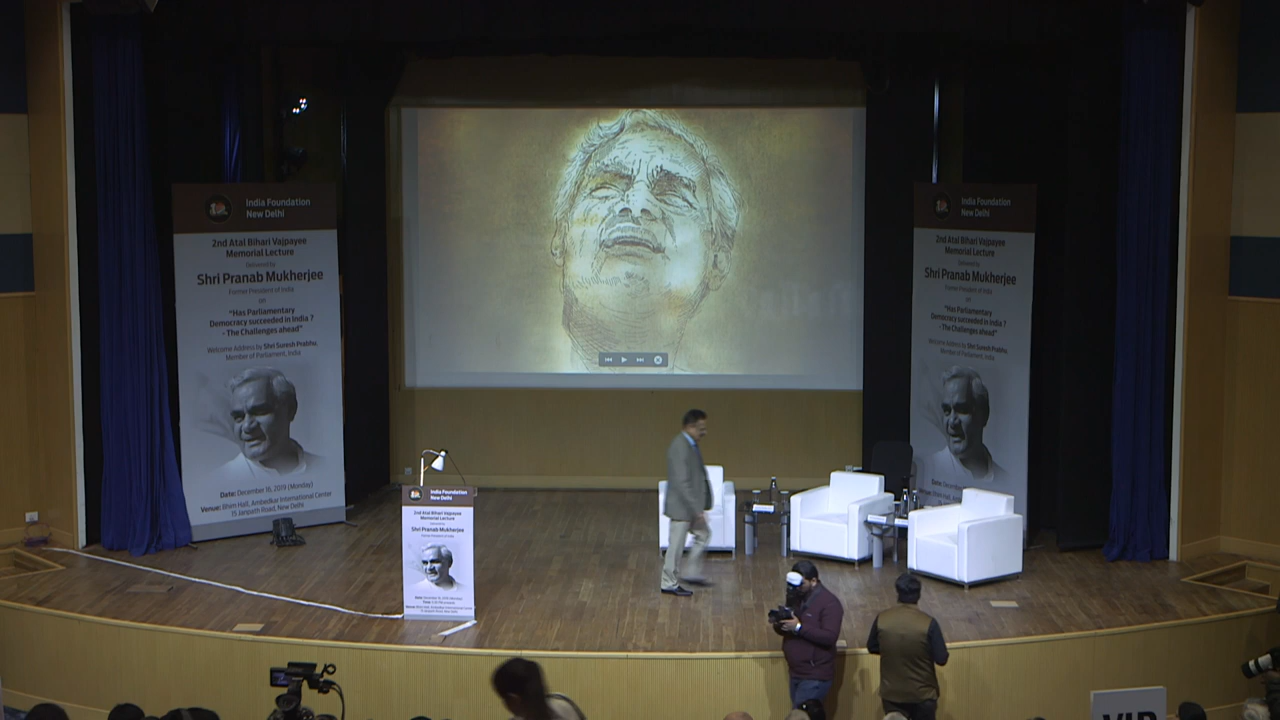 India Foundation
New Delhi
2nd Atal Bihari Vajpayee
Memorial Lecture
Delivered by
Shri Pranab Mukherjee
Former President of India
on
"Has Parliamentary
Democracy succeeded in India ?
- The Challenges ahead"
Welcome Address by Shri Suresh Prabhu,
Member of Parliament, India
Date: December 16, 2019 (Monday)
Venue: Bhim Hall, Ambedkar International Center
15 Janpath Road, New Delhi
India Foundation
New Delhi
2nd Atal Bihari Vajpayee
Memorial Lecture
Shri Pranab Mukherjee
India Foundation
New Delhi
2nd Atal Bihari Vajpayee
Memorial Lecture
Delivered by
Shri Pranab Mukherjee
Former President of India
on
"Has Parliamentary
Democracy succeeded in India ?
- The Challenges ahead"
Welcome Address by Shri Suresh Prabhu,
Member of Parliament, India
VIP